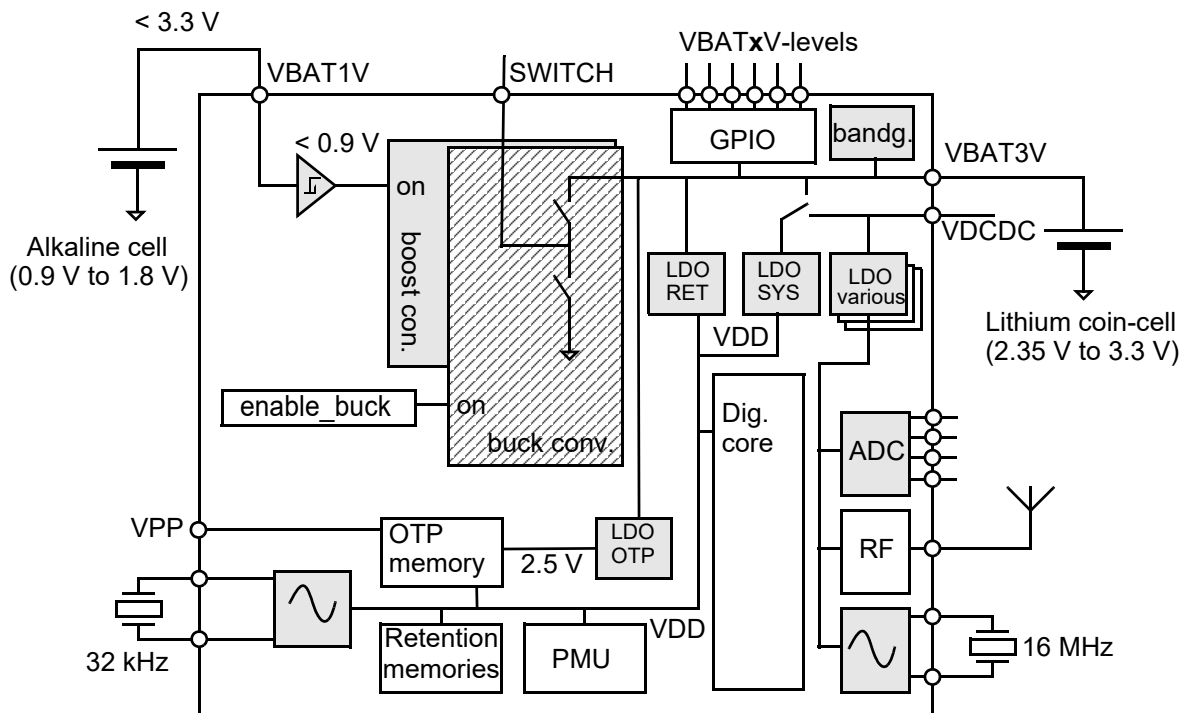 < 3.3 V
VBATxV-levels
VBAT1V
SWITCH
< 0.9 V
GPIO
bandg.
VBAT3V
on
boost con.
VDCDC
Alkaline cell
(0.9 V to 1.8 V)
LDO
RET
LDO
SYS
LDO
various
VDD
Lithium coin-cell
(2.35 V to 3.3 V)
enable_buck
on
buck conv.
Dig.
core
ADC
VPP
OTP
memory
2.5 V
LDO
OTP
RF
32 kHz
Retention
memories
PMU
VDD
16 MHz